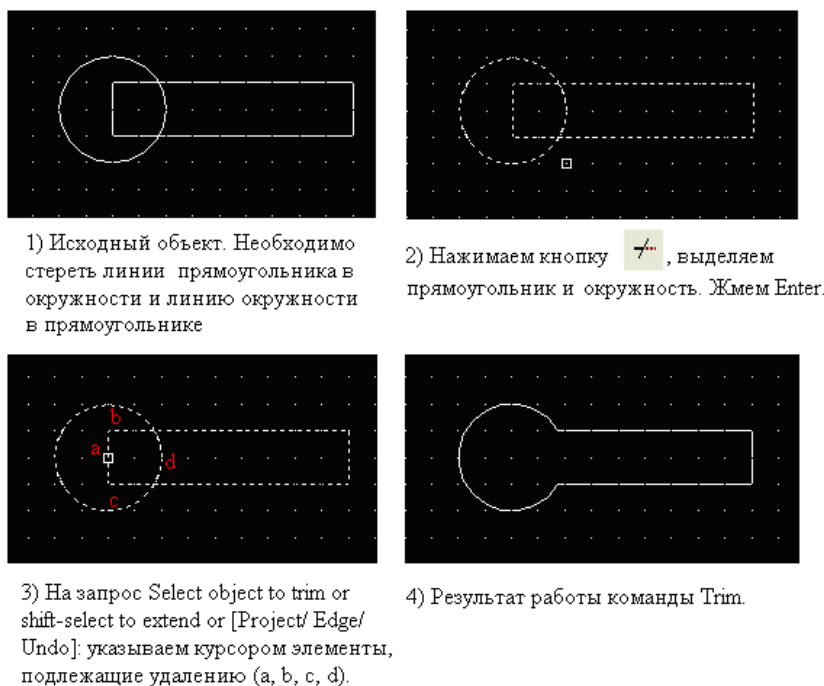 1) Исходный объект. Необходимо
стереть линии прямоугольника в
окружности и линию окружности
в прямоугольнике
2) Нажимаем кнопку , выделяем
прямоугольник и окружность. Жмем Enter.
b
a
d
c
3) На запрос Select object to trim or
shift-select to extend or [Project/ Edge/
Undo]: указываем курсором элементы,
подлежащие удалению (a, b, c, d).
4) Результат работы команды Trim.